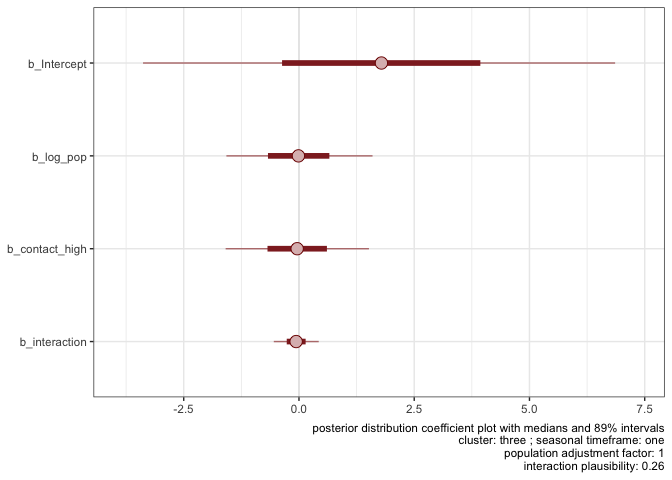 b_Intercept
b_log_pop
b_contact_high
b_interaction
-2.5 0.0 2.5 5.0 7.5
posterior distribution coefficient plot with medians and 89% intervals
cluster: three ; seasonal timeframe: one
population adjustment factor: 1
interaction plausibility: 0.26